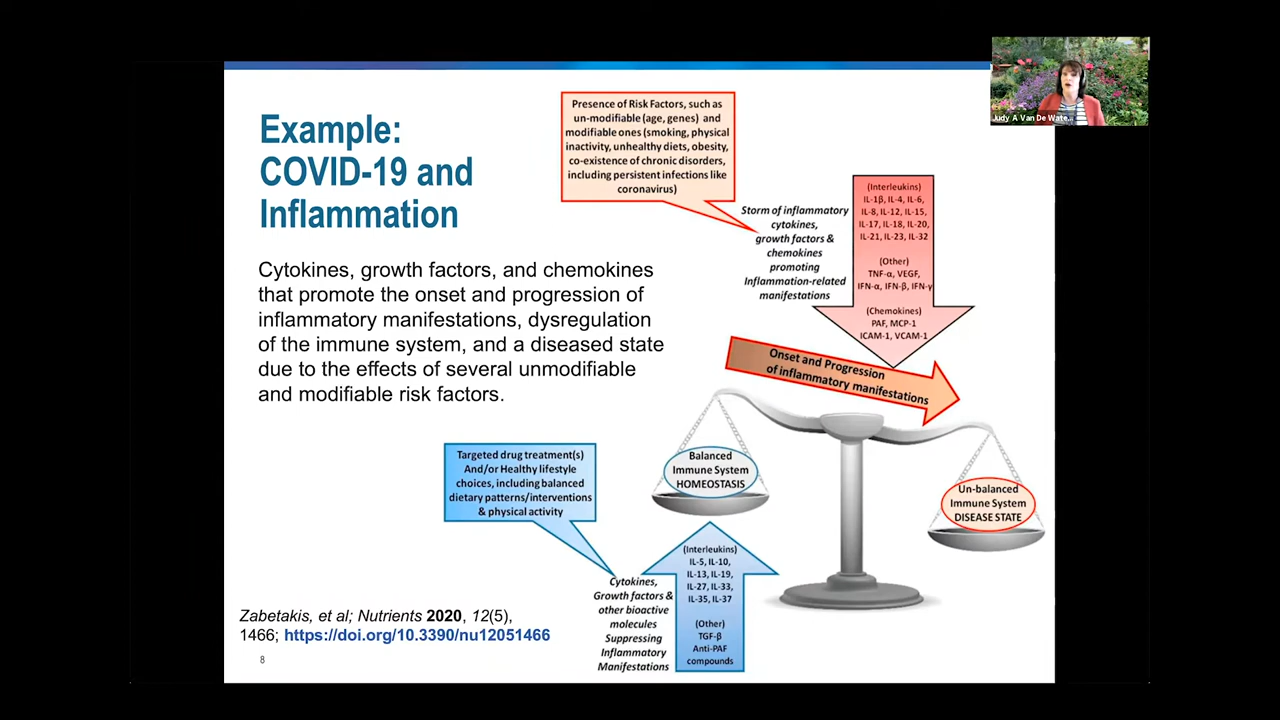 Example:
COVID-19 and
Inflammation
Cytokines, growth factors, and chemokines
that promote the onset and progression of
inflammatory manifestations, dysregulation
of the immune system, and a diseased state
due to the effects of several unmodifiable
and modifiable risk factors.
Presence of Risk Factors, such as
un-modifiable (age, genes) and
modifiable ones (smoking, physical
inactivity, unhealthy diets, obesity,
co-existence of chronic disorders,
including persistent infections like
coronavirus)
Judy A Van De Wate...
Storm of inflammatory
cytokines,
growth factors &
chemokines
promoting
Inflammation-related
manifestations
(Interleukins)
IL-1β, IL-4, IL-6,
IL-8, IL-12, IL-15,
IL-17, IL-18, IL-20,
IL-21, IL-23, IL-32
(Other)
TNF-α, VEGF,
IFN-α, IFN-β, IFN-γ
(Chemokines)
PAF, MCP-1
ICAM-1, VCAM-1
Onset and Progression
of inflammatory manifestations
Balanced
Immune System
HOMEOSTASIS
Un-balanced
Immune System
DISEASE STATE
Targeted drug treatment(s)
And/or Healthy lifestyle
choices, including balanced
dietary patterns/interventions
& physical activity
Cytokines,
Growth factors &
other bioactive
molecules
Suppressing
Inflammatory
Manifestations
(Interleukins)
IL-5, IL-10,
IL-13, IL-19,
IL-27, IL-33,
IL-35, IL-37
(Other)
TGF-β
Anti-PAF
compounds
Zabetakis, et al; Nutrients 2020, 12(5),
1466; https://doi.org/10.3390/nu12051466
8